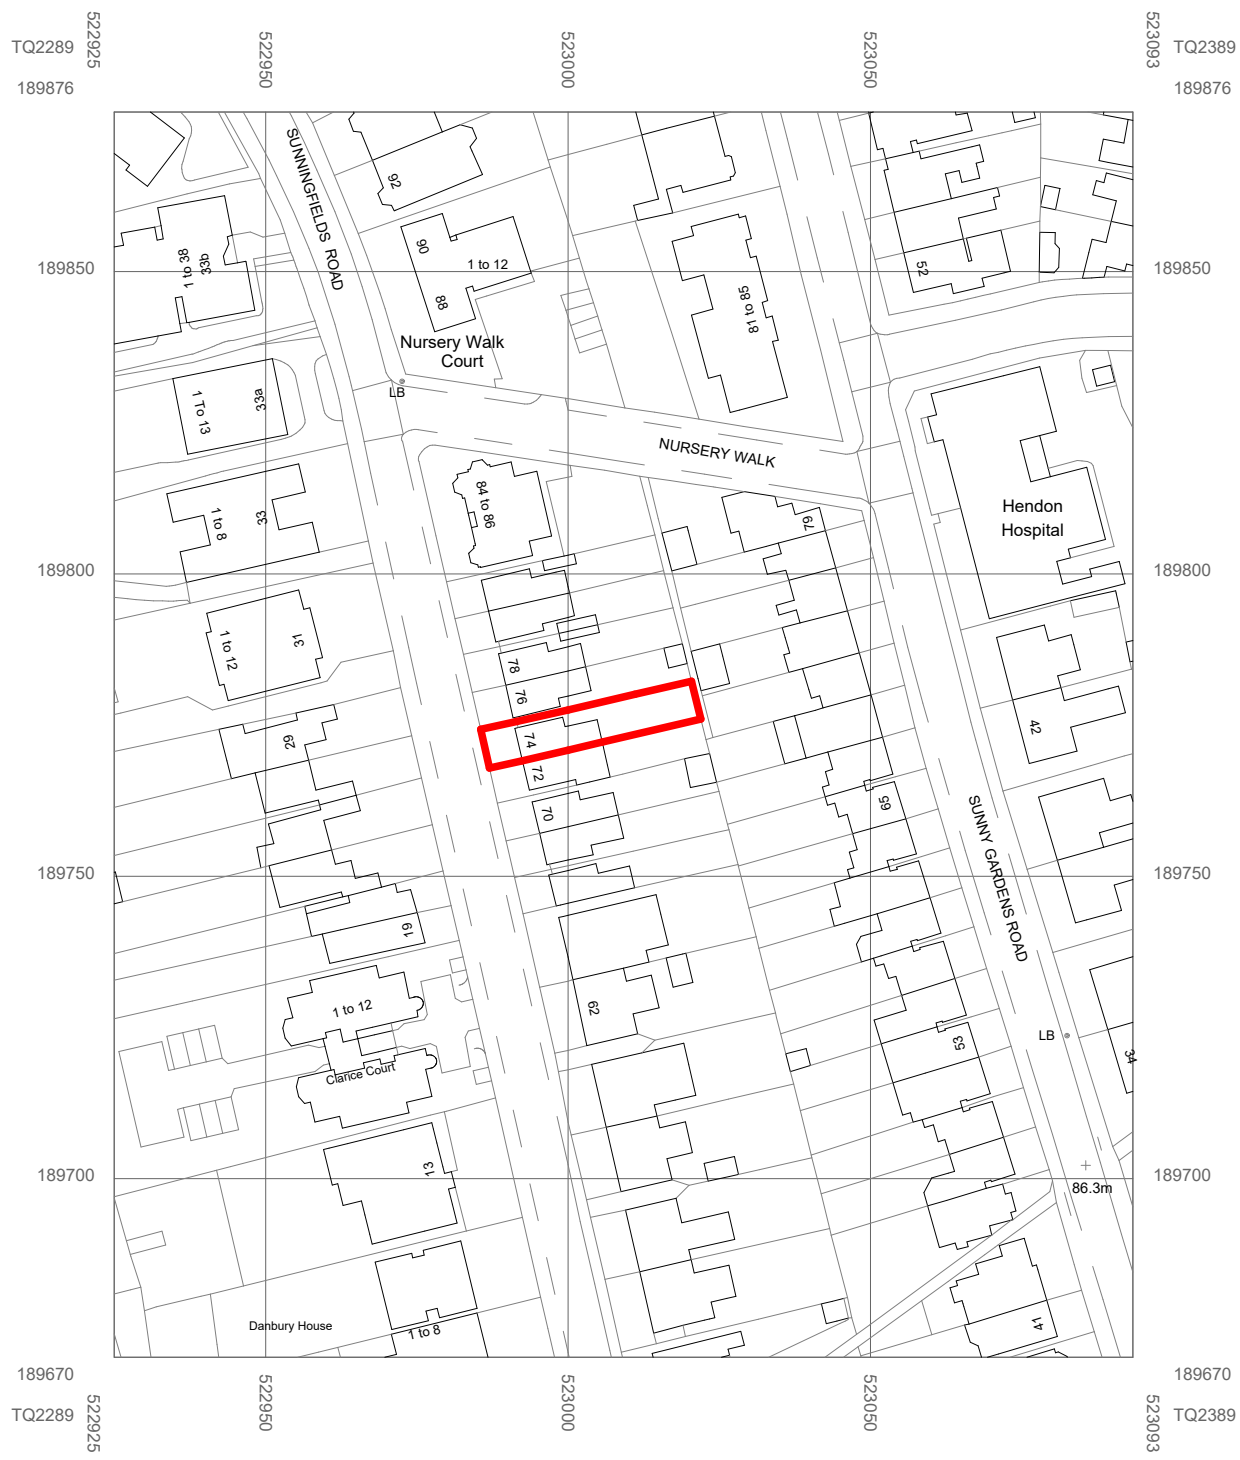 522925
522950
523000
523050
523093
TQ2289
TQ2389
189876
189876
SUNNINGFIELDS ROAD
92
33b
1 to 38
90
1 to 12
88
52
189850
189850
81 to 85
Nursery Walk
Court
LB
33a
1 To 13
NURSERY WALK
84 to 86
79
33
1 to 8
Hendon
Hospital
189800
189800
31
1 to 12
78
76
74
72
70
29
42
65
SUNNY GARDENS ROAD
189750
189750
19
1 to 12
62
53
LB
34
Clarice Court
13
189700
189700
86.3m
Danbury House
1 to 8
41
189670
189670
TQ2289
TQ2389
522925
522950
523000
523050
523093